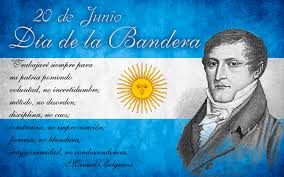 20 de Junio
Día de la Bandera
Trabajaré siempre para
mi patria poniendo
voluntad, no incertidumbre;
método, no desorden;
disciplina, no caos;
constancia, no improvisación;
firmeza, no blandura;
magnanimidad, no condescendencia.
Manuel Belgrano